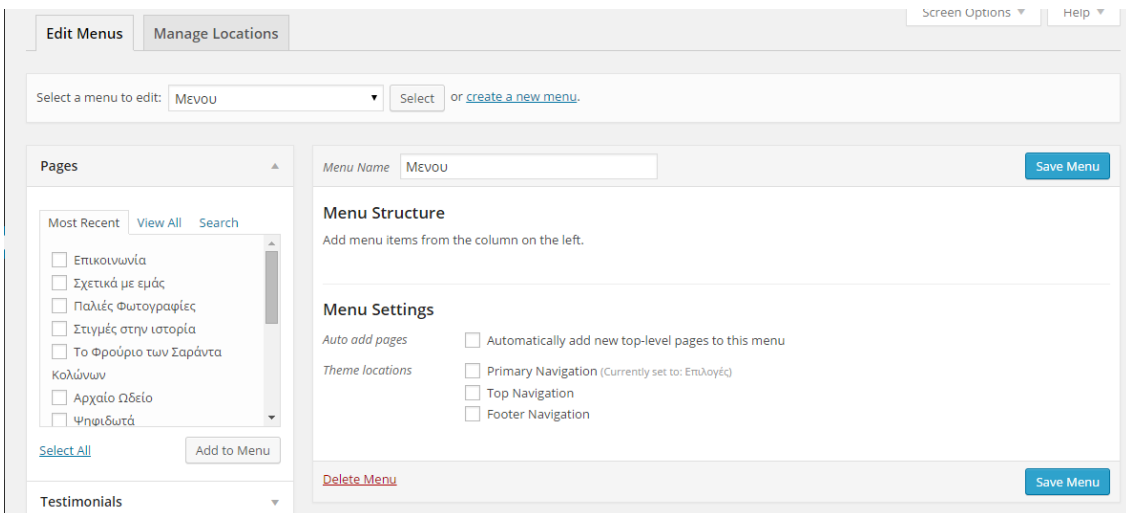 Screen Options Help
Edit Menus Manage Locations
Select a menu to edit: Μενου Select or create a new menu.
Pages
Menu Name Μενου Save Menu
Most Recent View All Search
Επικοινωνία
Σχετικά με εμάς
Παλιές Φωτογραφίες
Στιγμές στην ιστορία
Το Φρούριο των Σαράντα
Κολώνων
Αρχαίο Ωδείο
Ψηφιδωτά
Select All Add to Menu
Testimonials
Menu Structure
Add menu items from the column on the left.
Menu Settings
Auto add pages Automatically add new top-level pages to this menu
Theme locations Primary Navigation (Currently set to: Επιλογές)
Top Navigation
Footer Navigation
Delete Menu Save Menu